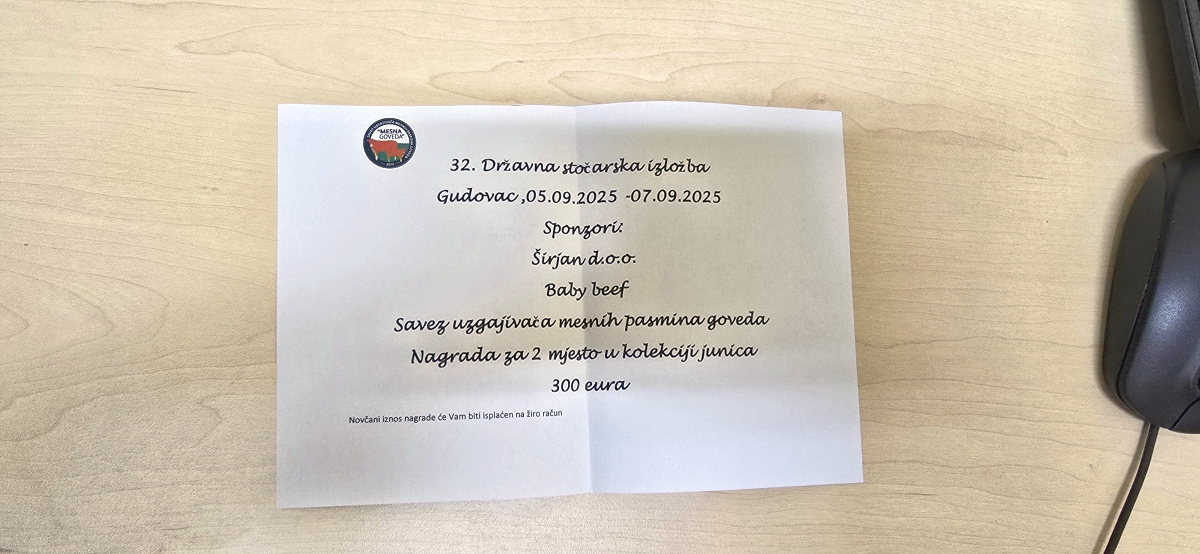 "MESNA
GOVEDA"
32. Državna stočarska izložba
Gudovac ,05.09.2025 -07.09.2025
Sponzori:
Širjan d.o.o.
Baby beef
Savez uzgajivača mesnih pasmina goveda
Nagrada za 2 mjesto u kolekciji junica
300 eura
Novčani iznos nagrade će Vam biti isplaćen na žiro račun